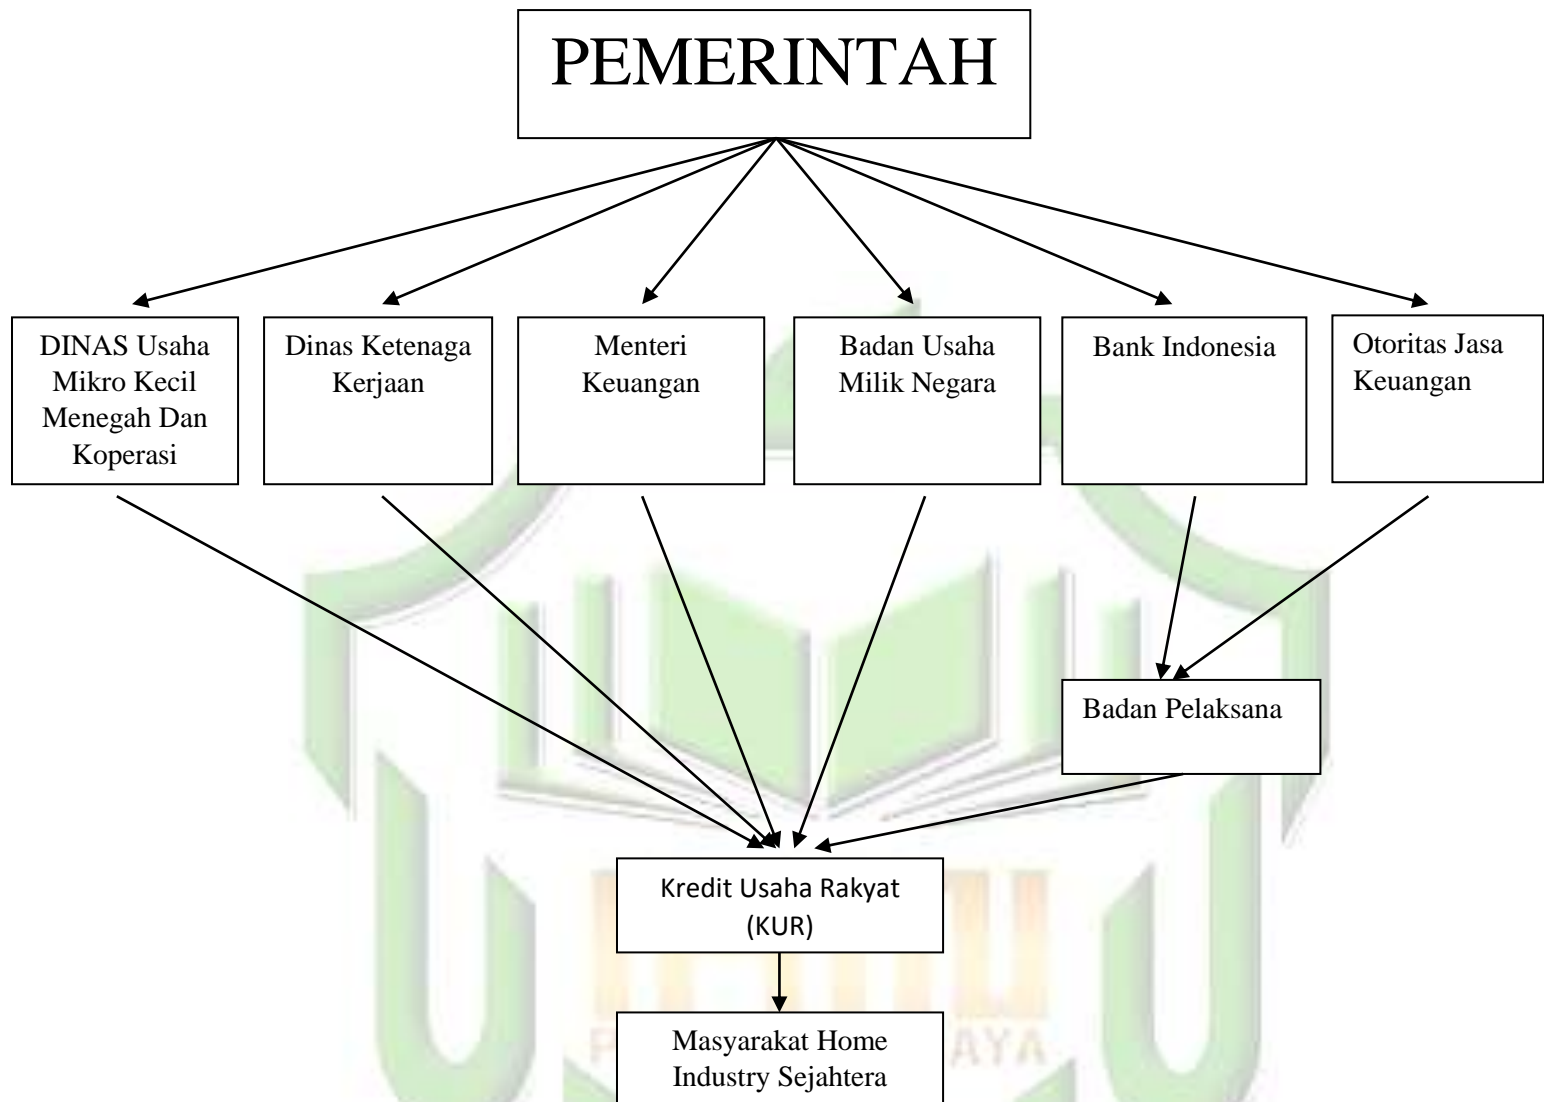 PEMERINTAH
DINAS Usaha
Mikro Kecil
Menegah Dan
Koperasi
Dinas Ketenaga
Kerjaan
Menteri
Keuangan
Badan Usaha
Milik Negara
Bank Indonesia
Otoritas Jasa
Keuangan
Badan Pelaksana
Kredit Usaha Rakyat
(KUR)
Masyarakat Home
Industry Sejahtera